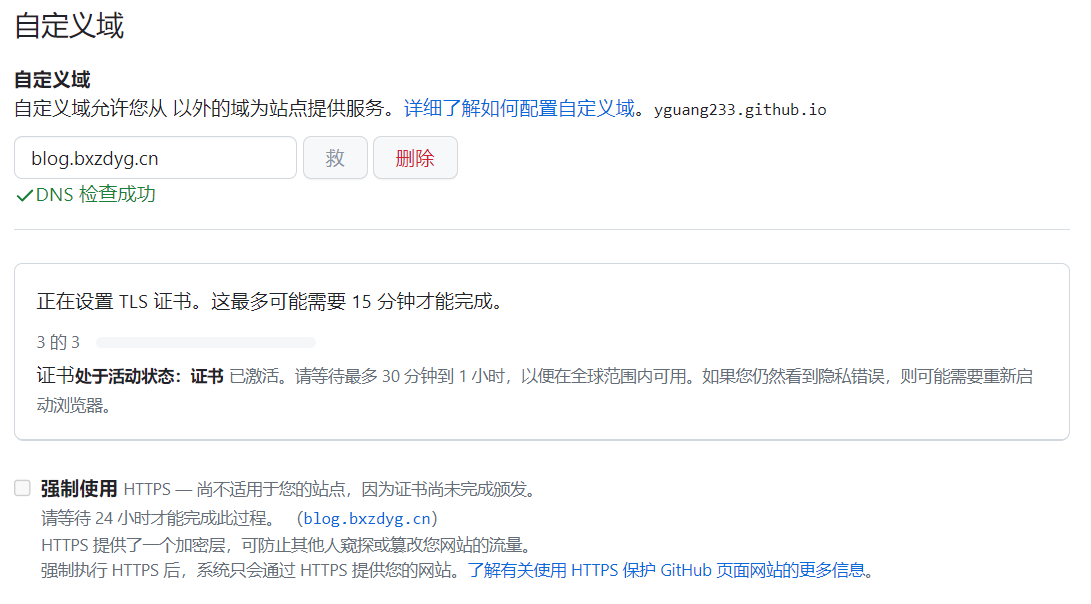 自定义域
自定义域
自定义域允许您从 以外的域为站点提供服务。详细了解如何配置自定义域。yguang233.github.io
blog.bxzdyg.cn 救 删除
DNS 检查成功
正在设置 TLS 证书。这最多可能需要 15 分钟才能完成。
3 的 3
证书处于活动状态：证书 已激活。请等待最多 30 分钟到 1 小时，以便在全球范围内可用。如果您仍然看到隐私错误，则可能需要重新启
动浏览器。
强制使用 HTTPS — 尚不适用于您的站点，因为证书尚未完成颁发。
请等待 24 小时才能完成此过程。 （blog.bxzdyg.cn）
HTTPS 提供了一个加密层，可防止其他人窥探或篡改您网站的流量。
强制执行 HTTPS 后，系统只会通过 HTTPS 提供您的网站。了解有关使用 HTTPS 保护 GitHub 页面网站的更多信息。